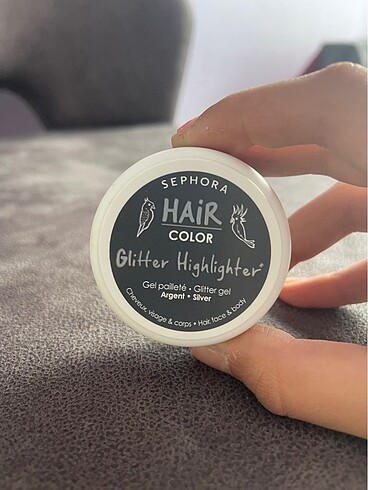 SEPHORA
HAiR
COLOR
Glitter Highlighter*
Gel pailleté • Glitter gel
Argent • Silver
Cheveux, visage & corps • Hair, face & body